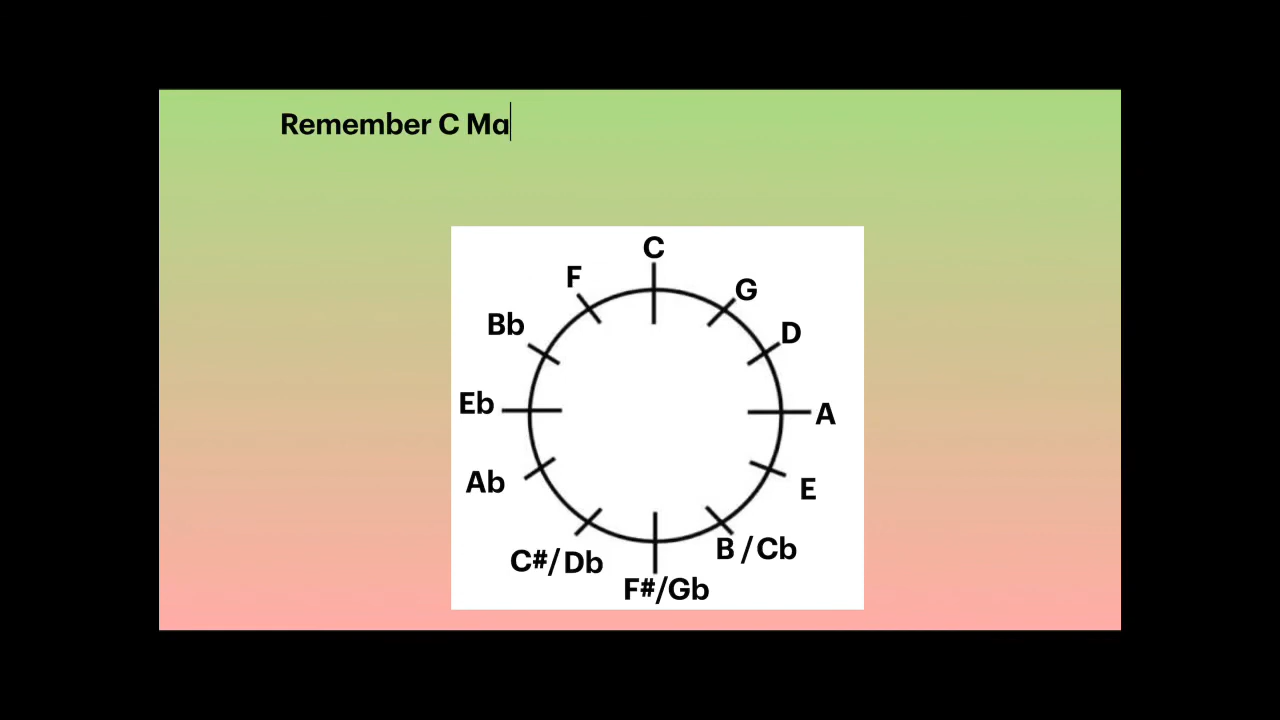 Remember C Ma
C
F
G
Bb
D
Eb
A
Ab
E
B / Cb
C#/Db
F#/Gb